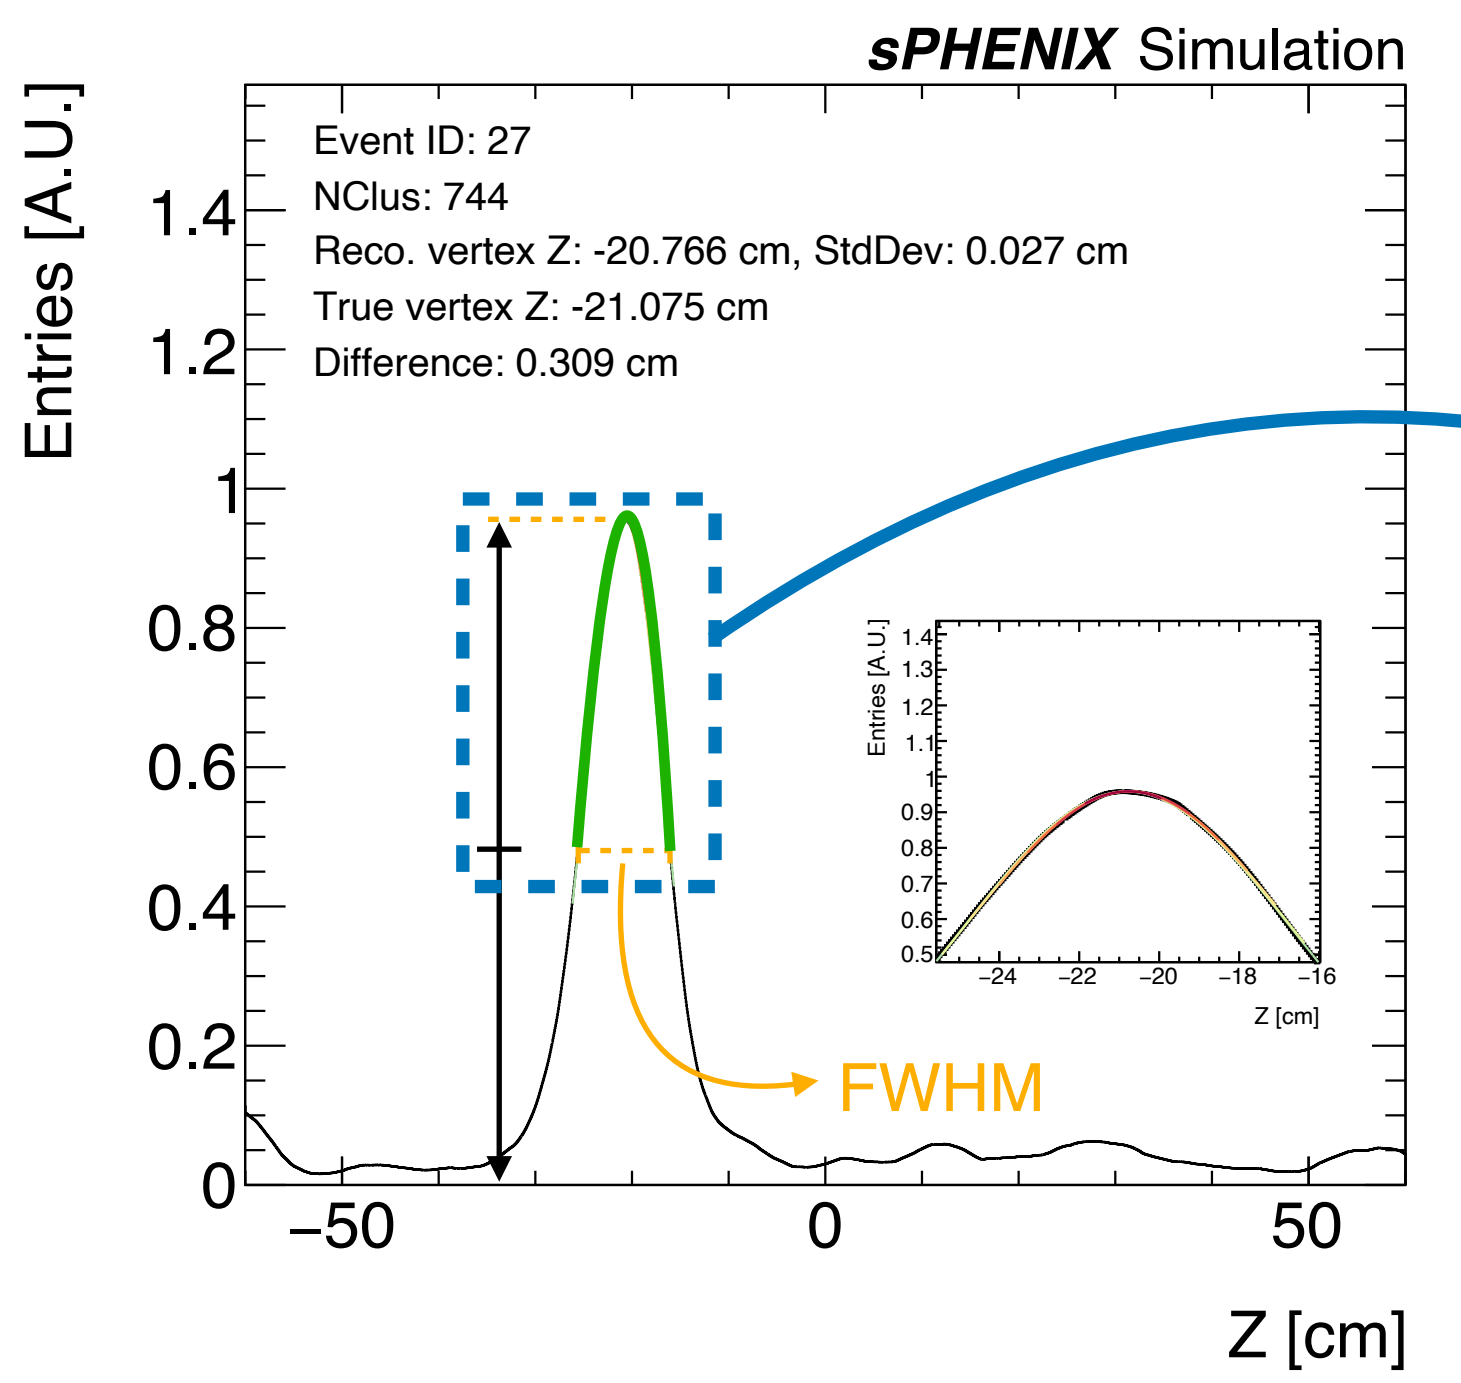 sPHENIX Simulation
Entries [A.U.]
Event ID: 27
NClus: 744
Reco. vertex Z: -20.766 cm, StdDev: 0.027 cm
True vertex Z: -21.075 cm
Difference: 0.309 cm
1.4
1.2
1
0.8
0.6
0.4
0.2
0
−50
0
50
Z [cm]
Entries [A.U.]
1.4
1.3
1.2
1.1
1
0.9
0.8
0.7
0.6
0.5
−24
−22
−20
−18
−16
Z [cm]
FWHM